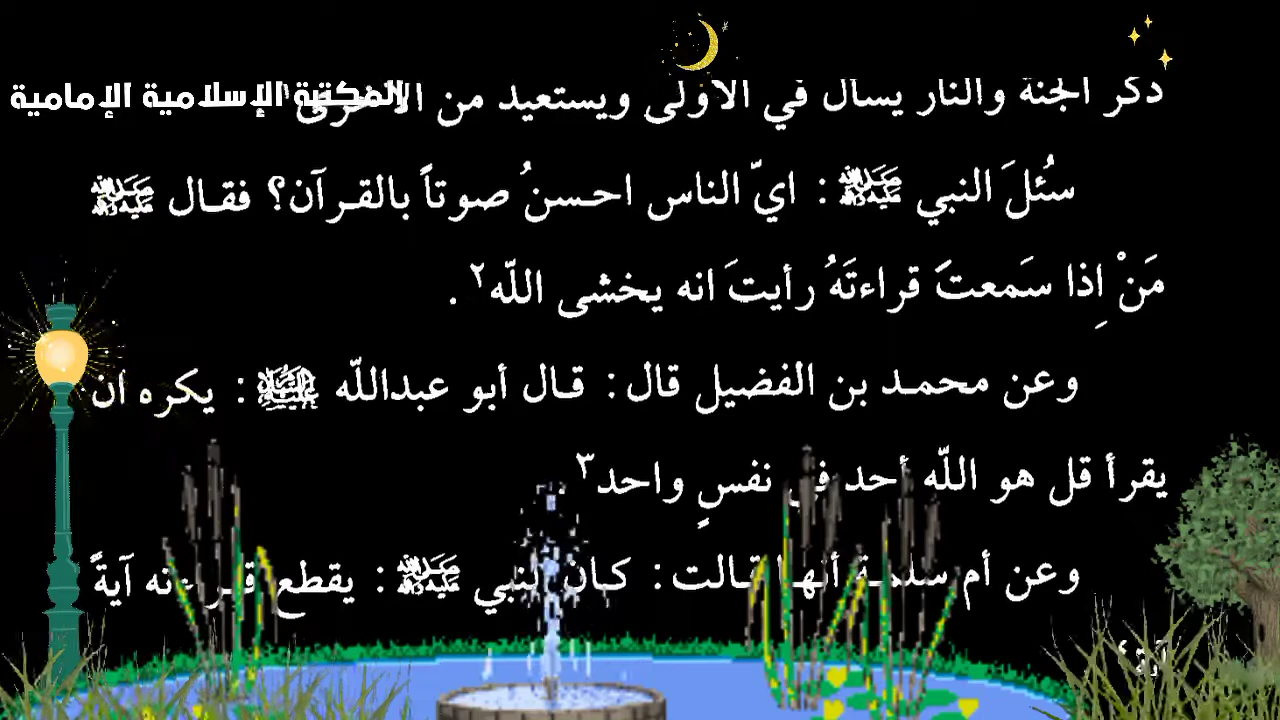 ذكر الجنة والنار يسأل في الأولى ويستعيذ من الأخرى١
المكتبة الإسلامية الإمامية
سُئلَ النبي ﷺ: ايّ الناس احسنُ صوتاً بالقرآن؟ فقال ﷺ
مَنْ إِذا سَمعتَ قراءتَهُ رأيتَ انه يخشى اللّه٢ .
وعن محمد بن الفضيل قال: قال أبو عبداللّه عليه السلام: يكره ان
يقرأ قل هو اللّه أحد في نفسٍ واحد٣
وعن أم سلمة أنها قالت: كان النبي ﷺ: يقطع قراءته آيةً
آية